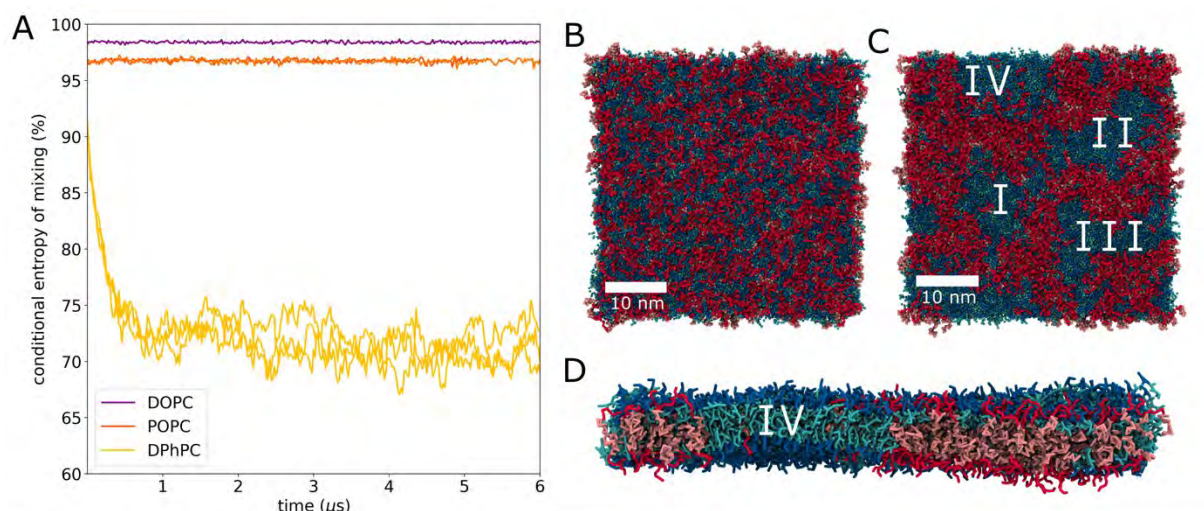 A
conditional entropy of mixing (%)
100
95
90
85
80
75
70
65
60
DOPC
POPC
DPhPC
1
2
3
4
5
6
time (μs)
B
10 nm
C
IV
II
I
III
10 nm
D
IV